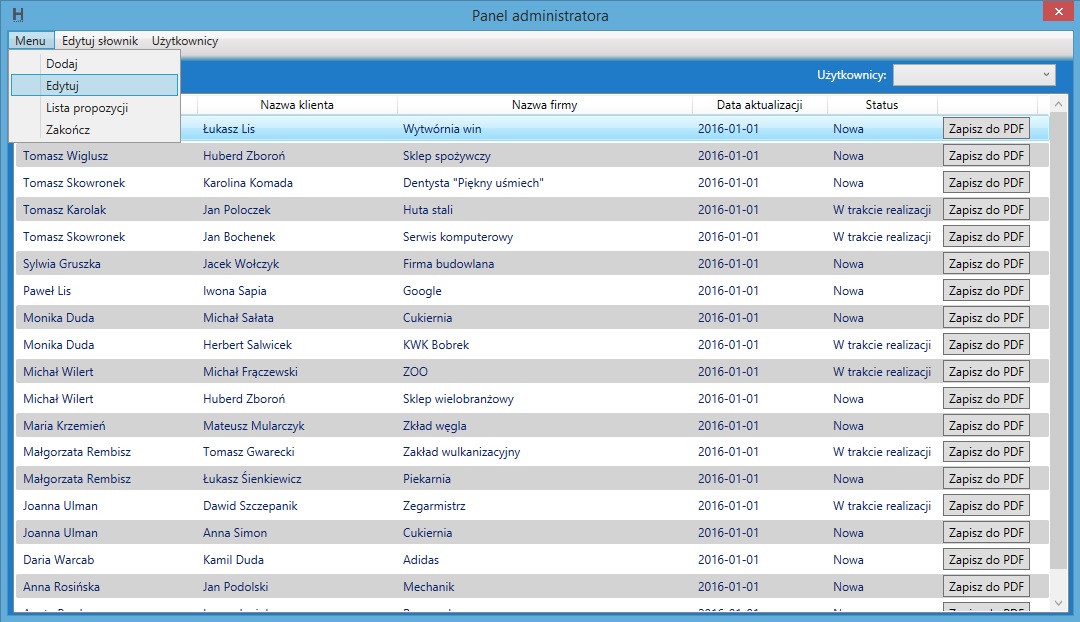 H
Panel administratora
Menu Edytuj słownik Użytkownicy
Dodaj
Edytuj
Lista propozycji
Zakończ
Użytkownicy:
Nazwa klienta Nazwa firmy Data aktualizacji Status
Łukasz Lis Wytwórnia win 2016-01-01 Nowa Zapisz do PDF
Tomasz Wiglusz Huberd Zboroń Sklep spożywczy 2016-01-01 Nowa Zapisz do PDF
Tomasz Skowronek Karolina Komada Dentysta "Piękny uśmiech" 2016-01-01 Nowa Zapisz do PDF
Tomasz Karolak Jan Poloczek Huta stali 2016-01-01 W trakcie realizacji Zapisz do PDF
Tomasz Skowronek Jan Bochenek Serwis komputerowy 2016-01-01 W trakcie realizacji Zapisz do PDF
Sylwia Gruszka Jacek Wołczyk Firma budowlana 2016-01-01 Nowa Zapisz do PDF
Paweł Lis Iwona Sapia Google 2016-01-01 Nowa Zapisz do PDF
Monika Duda Michał Sałata Cukiernia 2016-01-01 Nowa Zapisz do PDF
Monika Duda Herbert Salwicek KWK Bobrek 2016-01-01 W trakcie realizacji Zapisz do PDF
Michał Wilert Michał Frączewski ZOO 2016-01-01 W trakcie realizacji Zapisz do PDF
Michał Wilert Huberd Zboroń Sklep wielobranżowy 2016-01-01 Nowa Zapisz do PDF
Maria Krzemień Mateusz Mularczyk Zkład węgla 2016-01-01 Nowa Zapisz do PDF
Małgorzata Rembisz Tomasz Gwarecki Zakład wulkanizacyjny 2016-01-01 W trakcie realizacji Zapisz do PDF
Małgorzata Rembisz Łukasz Śienkiewicz Piekarnia 2016-01-01 Nowa Zapisz do PDF
Joanna Ulman Dawid Szczepanik Zegarmistrz 2016-01-01 W trakcie realizacji Zapisz do PDF
Joanna Ulman Anna Simon Cukiernia 2016-01-01 Nowa Zapisz do PDF
Daria Warcab Kamil Duda Adidas 2016-01-01 Nowa Zapisz do PDF
Anna Rosińska Jan Podolski Mechanik 2016-01-01 Nowa Zapisz do PDF